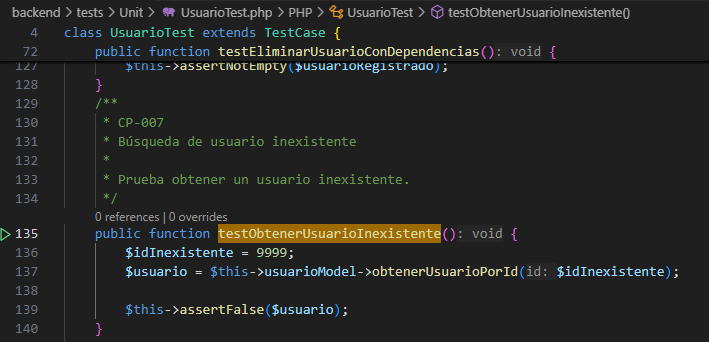 backend > tests > Unit > UsuarioTest.php > PHP > UsuarioTest > testObtenerUsuarioInexistente()
4 class UsuarioTest extends TestCase {
72 public function testEliminarUsuarioConDependencias(): void {
127 $this->assertNotEmpty($usuarioRegistrado);
128 }
129 /**
130 * CP-007
131 * Búsqueda de usuario inexistente
132 *
133 * Prueba obtener un usuario inexistente.
134 */
0 references | 0 overrides
135 public function testObtenerUsuarioInexistente(): void {
136 $idInexistente = 9999;
137 $usuario = $this->usuarioModel->obtenerUsuarioPorId(id: $idInexistente);
138
139 $this->assertFalse($usuario);
140 }